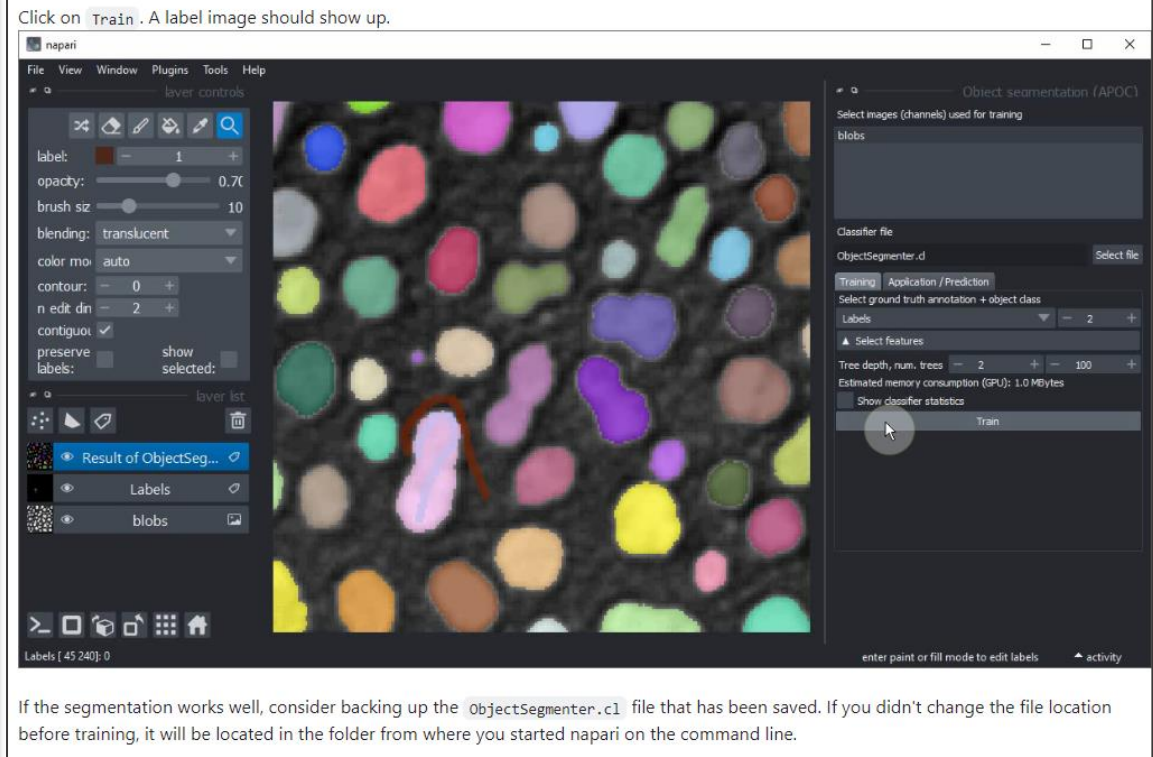 Click on Train . A label image should show up.
napari
File View Window Plugins Tools Help
layer controls
label: 1
opacity: 0.7(
brush siz 10
blending: translucent
color mo auto
contour: 0
n edit din 2
contiguou
preserve labels:
show selected:
layer list
Result of ObjectSeg...
Labels
blobs
Labels [ 45 240]: 0
Object segmentation (APOC)
Select images (channels) used for training
blobs
Classifier file
ObjectSegmenter.cl Select file
Training Application / Prediction
Select ground truth annotation + object class
Labels 2
Select features
Tree depth, num. trees 2 100
Estimated memory consumption (GPU): 1.0 MBytes
Show classifier statistics
Train
enter paint or fill mode to edit labels activity
If the segmentation works well, consider backing up the ObjectSegmenter.cl file that has been saved. If you didn't change the file location
before training, it will be located in the folder from where you started napari on the command line.